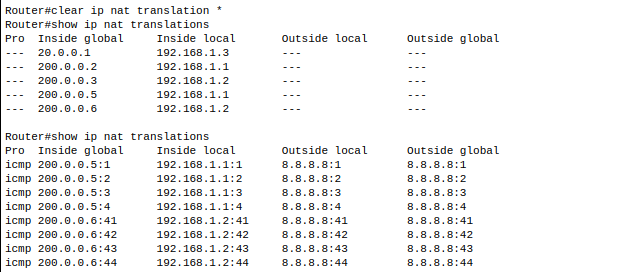 Router#clear ip nat translation *
Router#show ip nat translations
Pro  Inside global     Inside local       Outside local      Outside global
---  20.0.0.1          192.168.1.3        ---                ---
---  200.0.0.2         192.168.1.1        ---                ---
---  200.0.0.3         192.168.1.2        ---                ---
---  200.0.0.5         192.168.1.1        ---                ---
---  200.0.0.6         192.168.1.2        ---                ---
Router#show ip nat translations
Pro  Inside global     Inside local       Outside local      Outside global
icmp 200.0.0.5:1       192.168.1.1:1      8.8.8.8:1          8.8.8.8:1
icmp 200.0.0.5:2       192.168.1.1:2      8.8.8.8:2          8.8.8.8:2
icmp 200.0.0.5:3       192.168.1.1:3      8.8.8.8:3          8.8.8.8:3
icmp 200.0.0.5:4       192.168.1.1:4      8.8.8.8:4          8.8.8.8:4
icmp 200.0.0.6:41      192.168.1.2:41     8.8.8.8:41         8.8.8.8:41
icmp 200.0.0.6:42      192.168.1.2:42     8.8.8.8:42         8.8.8.8:42
icmp 200.0.0.6:43      192.168.1.2:43     8.8.8.8:43         8.8.8.8:43
icmp 200.0.0.6:44      192.168.1.2:44     8.8.8.8:44         8.8.8.8:44